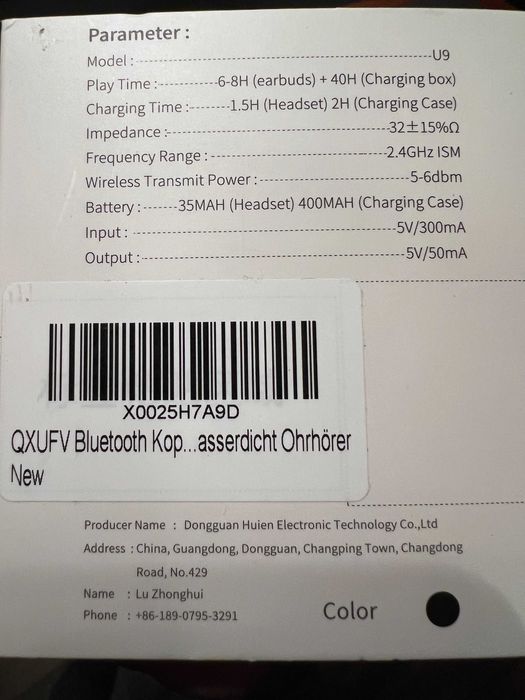 Parameter :
Model :----------------------------------------U9
Play Time :---------6-8H (earbuds) + 40H (Charging box)
Charging Time :-------1.5H (Headset) 2H (Charging Case)
Impedance :------------------------------32±15%Ω
Frequency Range :------------------------2.4GHz ISM
Wireless Transmit Power :--------------------5-6dbm
Battery :-------35MAH (Headset) 400MAH (Charging Case)
Input :------------------------------------5V/300mA
Output :------------------------------------5V/50mA
X0025H7A9D
QXUFV Bluetooth Kop...asserdicht Ohrhörer
New
Producer Name : Dongguan Huien Electronic Technology Co.,Ltd
Address : China, Guangdong, Dongguan, Changping Town, Changdong
Road, No.429
Name : Lu Zhonghui
Phone : +86-189-0795-3291
Color